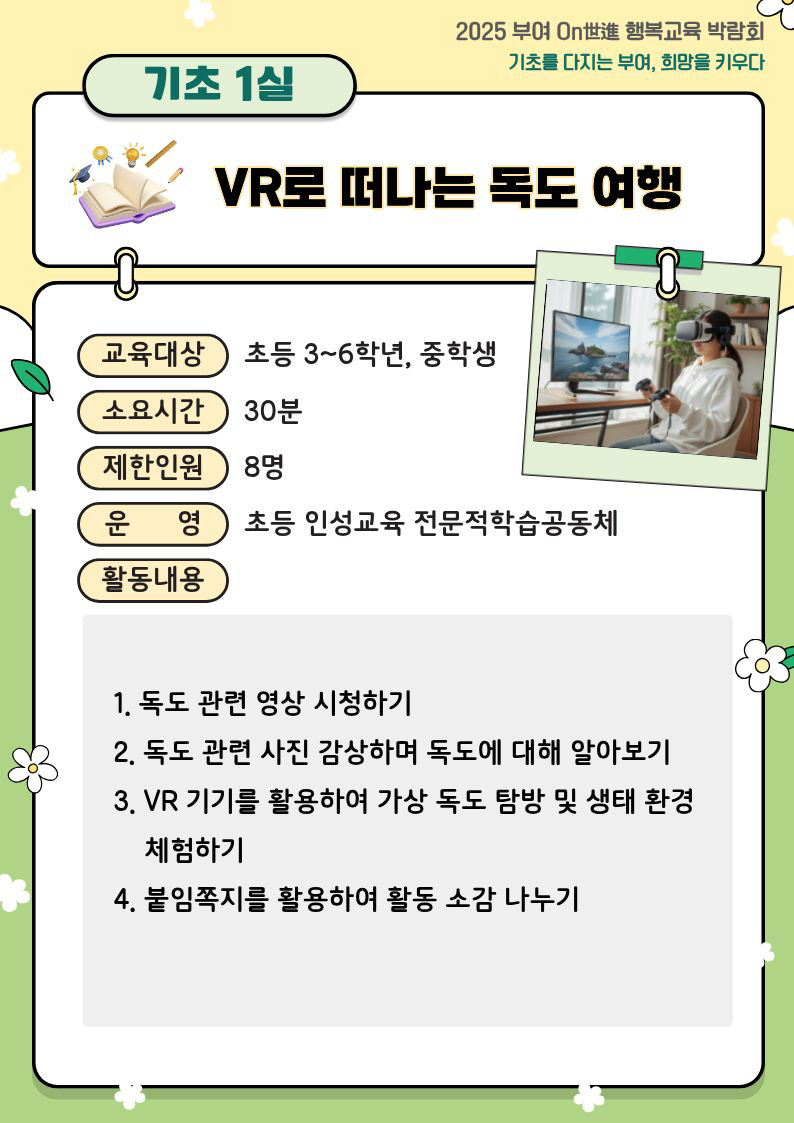 2025 부여 On世進 행복교육 박람회
기초를 다지는 부여, 희망을 키우다
기초 1실
VR로 떠나는 독도 여행
교육대상 초등 3~6학년, 중학생
소요시간 30분
제한인원 8명
운 영 초등 인성교육 전문적학습공동체
활동내용
1. 독도 관련 영상 시청하기
2. 독도 관련 사진 감상하며 독도에 대해 알아보기
3. VR 기기를 활용하여 가상 독도 탐방 및 생태 환경
체험하기
4. 붙임쪽지를 활용하여 활동 소감 나누기